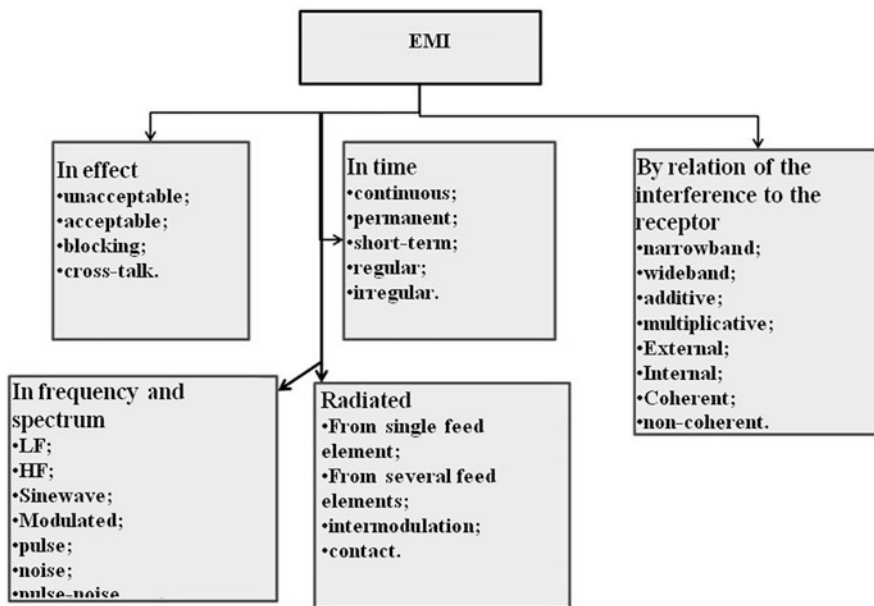 EMI
In effect
•unacceptable;
•acceptable;
•blocking;
•cross-talk.
In time
•continuous;
•permanent;
•short-term;
•regular;
•irregular.
By relation of the
interference to the
receptor
•narrowband;
•wideband;
•additive;
•multiplicative;
•External;
•Internal;
•Coherent;
•non-coherent.
In frequency and
spectrum
•LF;
•HF;
•Sinewave;
•Modulated;
•pulse;
•noise;
•pulse-noise
Radiated
•From single feed
element;
•From several feed
elements;
•intermodulation;
•contact.